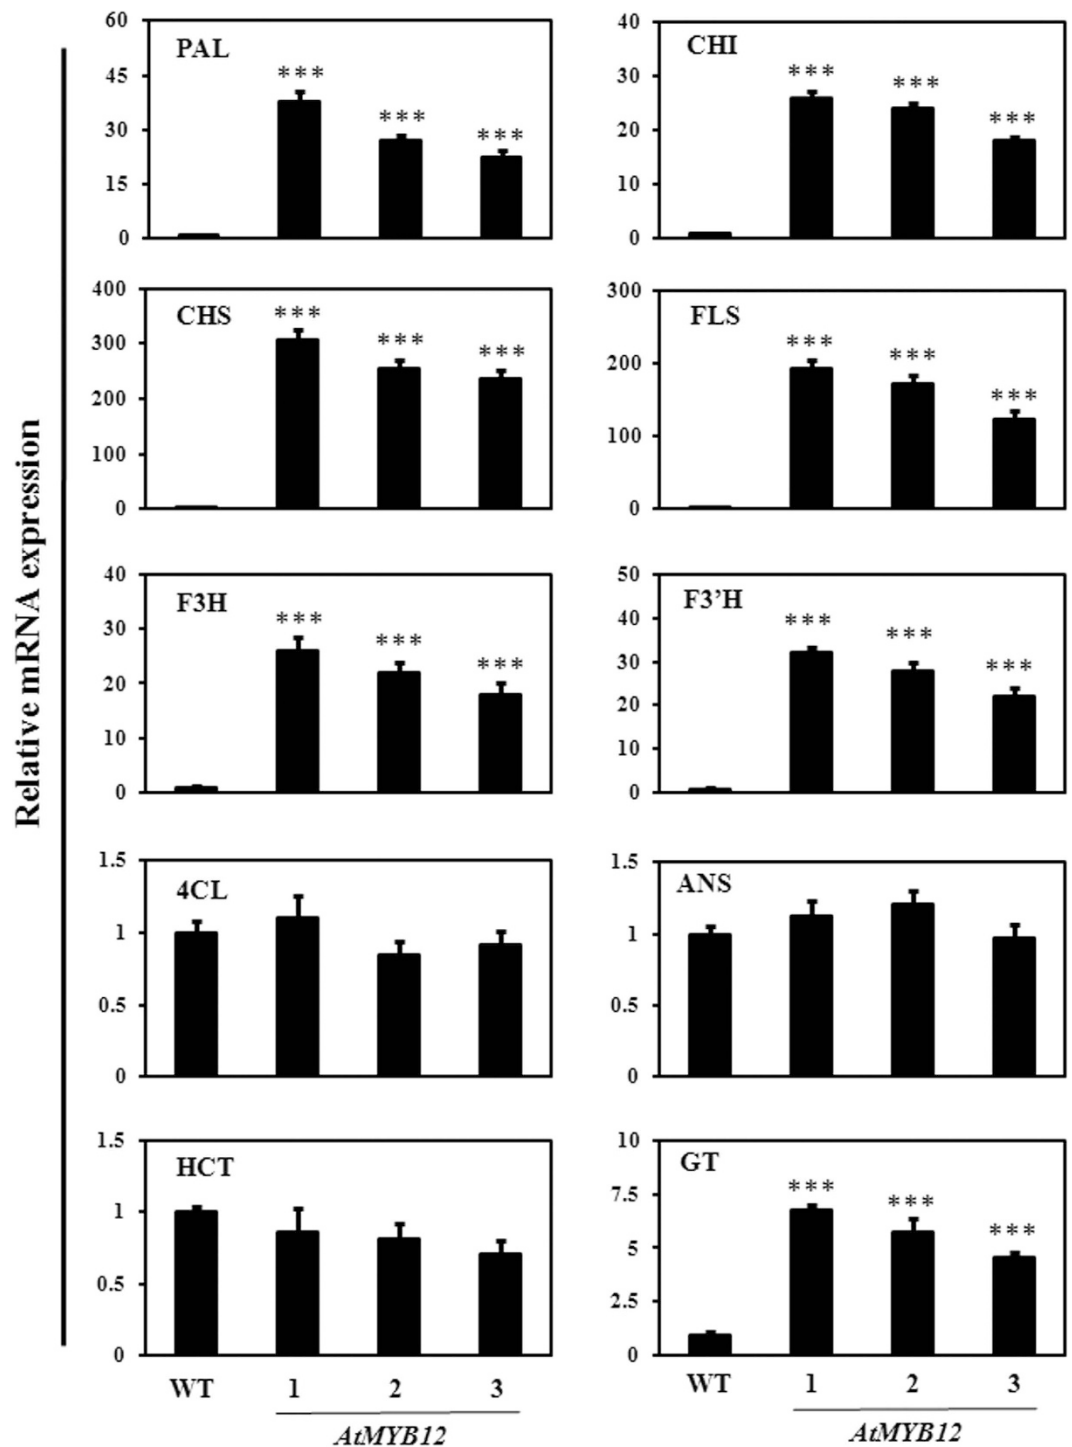 Relative mRNA expression
PAL
60
45
30
15
0
*** *** ***
CHI
40
30
20
10
0
*** *** ***
CHS
400
300
200
100
0
*** *** ***
FLS
300
200
100
0
*** *** ***
F3H
40
30
20
10
0
*** *** ***
F3’H
50
40
30
20
10
0
*** *** ***
4CL
1.5
1
0.5
0
ANS
1.5
1
0.5
0
HCT
1.5
1
0.5
0
GT
10
7.5
5
2.5
0
*** *** ***
WT 1 2 3
AtMYB12
WT 1 2 3
AtMYB12